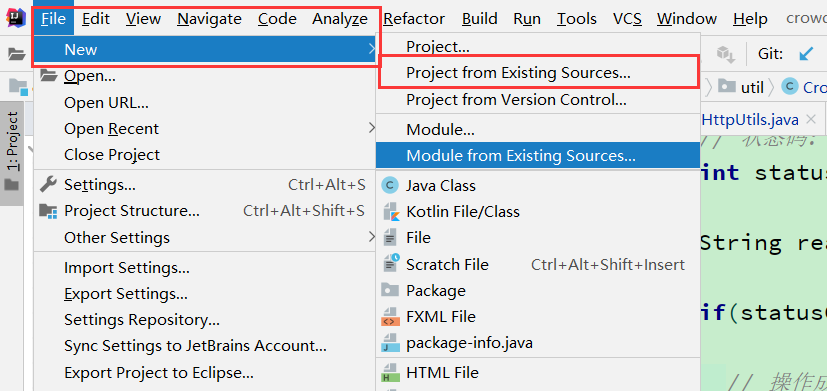 File Edit View Navigate Code Analyze Refactor Build Run Tools VCS Window Help crowd
New
Open...
Open URL...
Open Recent
Close Project
Settings... Ctrl+Alt+S
Project Structure... Ctrl+Alt+Shift+S
Other Settings
Import Settings...
Export Settings...
Settings Repository...
Sync Settings to JetBrains Account...
Export Project to Eclipse...
Project...
Project from Existing Sources...
Project from Version Control...
Module...
Module from Existing Sources...
Java Class
Kotlin File/Class
File
Scratch File Ctrl+Alt+Shift+Insert
Package
FXML File
package-info.java
HTML File
Git:
util Cro
HttpUtils.java
// 状态码:
int status
String rea
if(status
// 操作成
1: Project